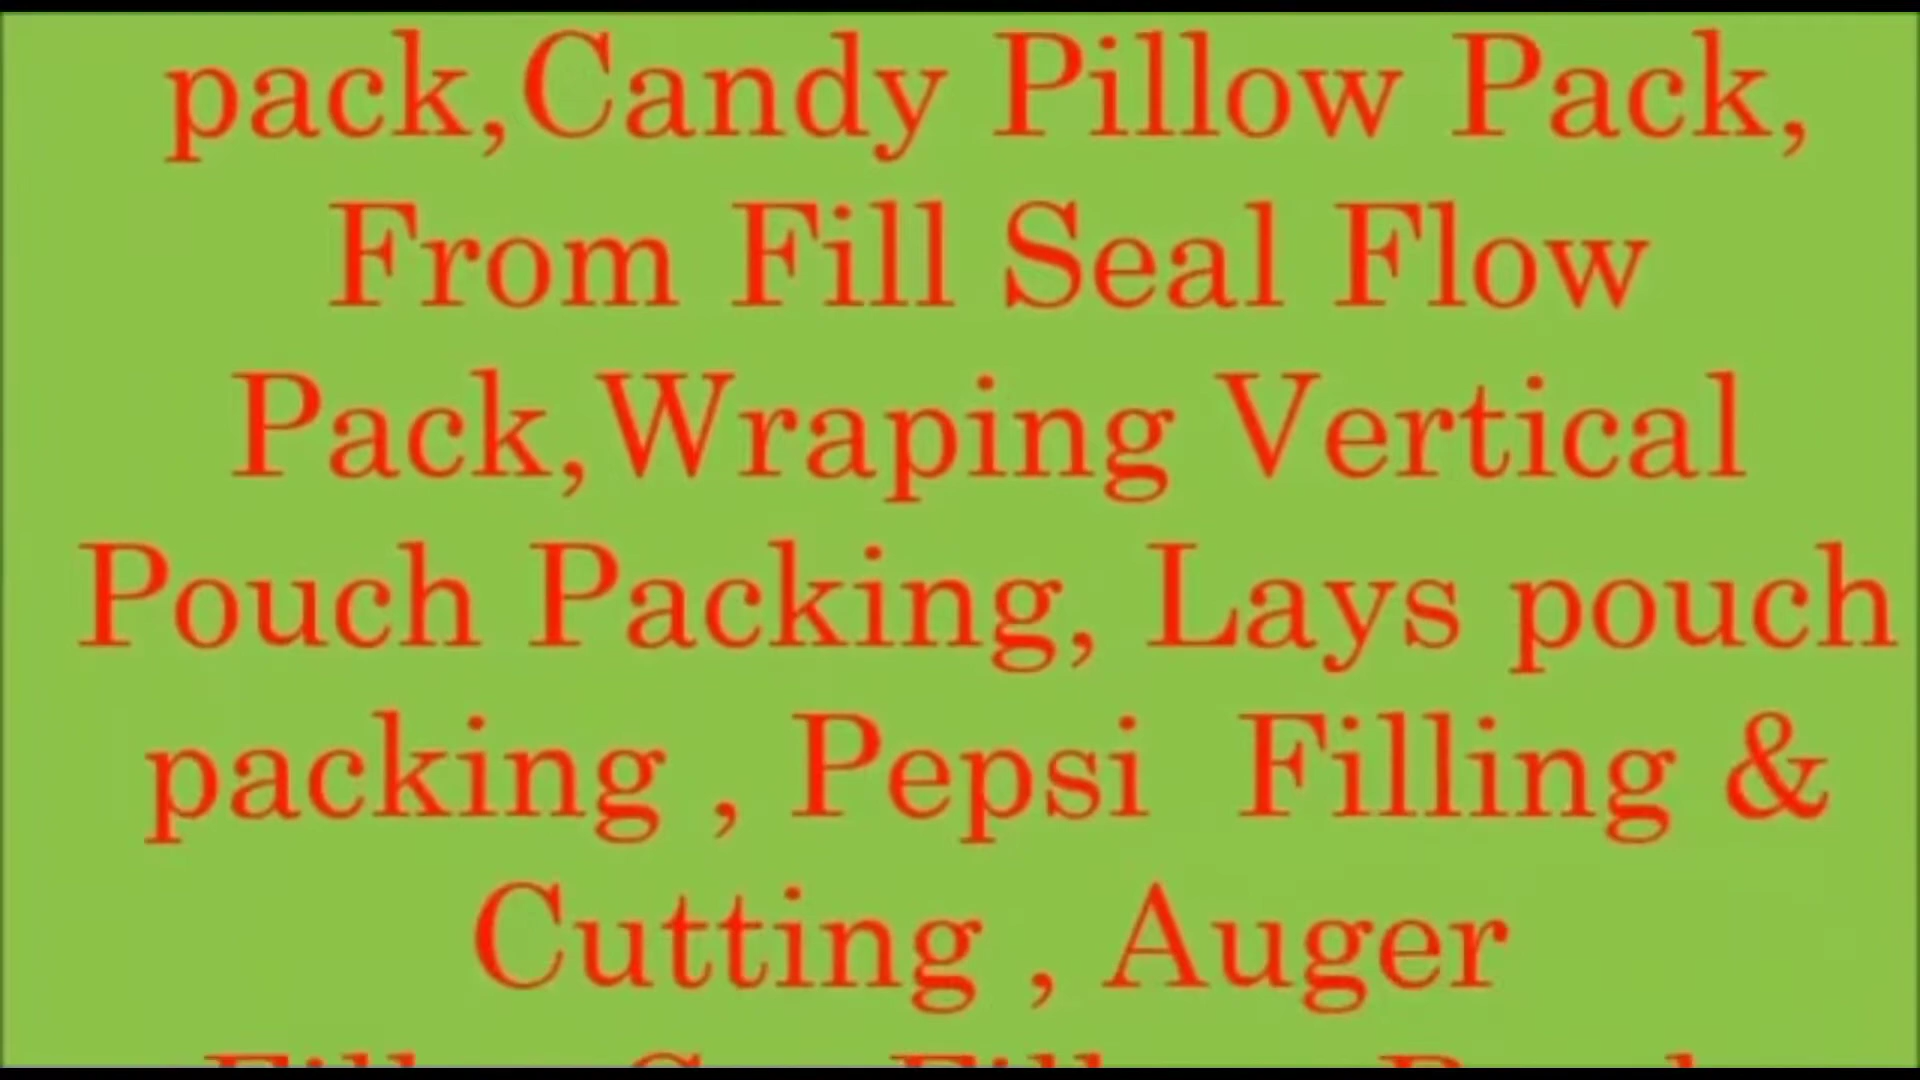 pack,Candy Pillow Pack,
From Fill Seal Flow
Pack,Wraping Vertical
Pouch Packing, Lays pouch
packing , Pepsi  Filling &
Cutting , Auger